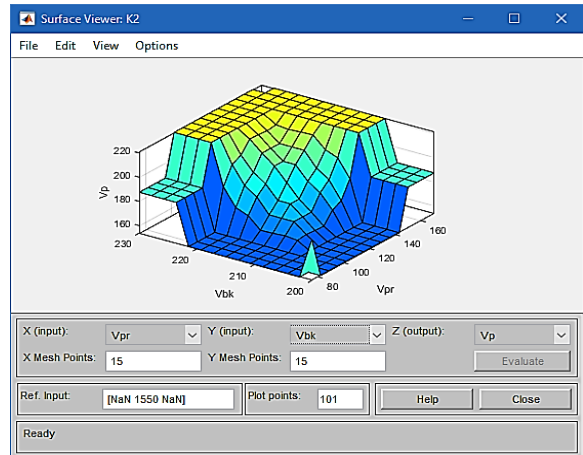 Surface Viewer: K2
File Edit View Options
220
200
180
160
Vp
230
220
210
200
Vbk
80
100
120
140
160
Vpr
X (input): Vpr Y (input): Vbk Z (output): Vp
X Mesh Points: 15 Y Mesh Points: 15 Evaluate
Ref. Input: [NaN 1550 NaN] Plot points: 101 Help Close
Ready